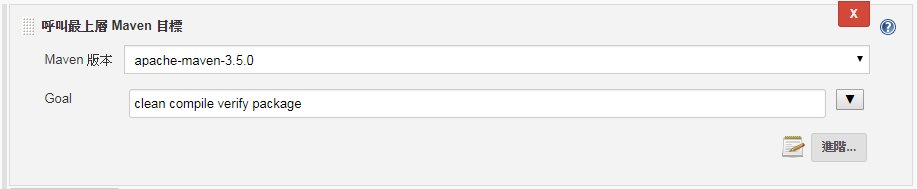 呼叫最上層 Maven 目標
X
?
Maven 版本
apache-maven-3.5.0
Goal
clean compile verify package
進階...